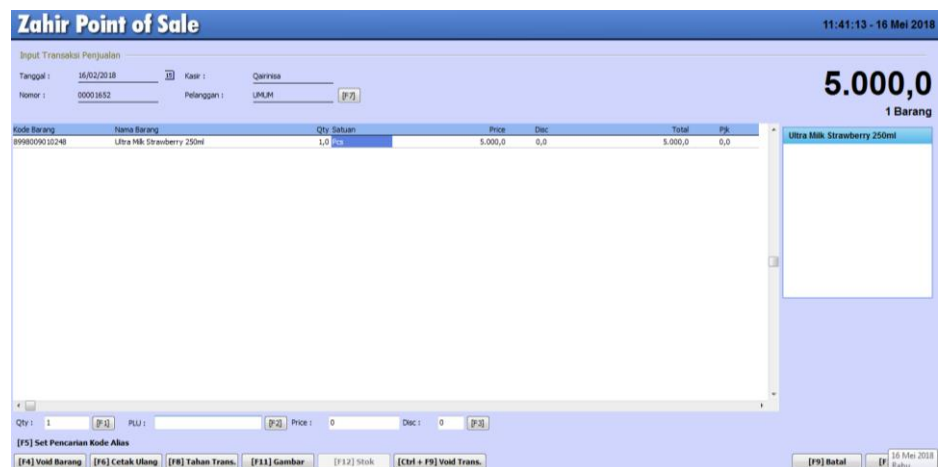 Zahir Point of Sale
11:41:13 - 16 Mei 2018
Input Transaksi Penjualan
Tanggal : 16/02/2018 15 Kasir : Qairinisa
Nomor : 00001652 Pelanggan : UMUM [F7]
5.000,0
1 Barang
Kode Barang Nama Barang Qty Satuan Price Disc Total Pjk
8998009010248 Ultra Milk Strawberry 250ml 1,0 Pcs 5.000,0 0,0 5.000,0 0,0
Ultra Milk Strawberry 250ml
Qty : 1 [F1] PLU : [F2] Price : 0 Disc : 0 [F3]
[F5] Set Pencarian Kode Alias
[F4] Void Barang [F6] Cetak Ulang [F8] Tahan Trans. [F11] Gambar [F12] Stok [Ctrl + F9] Void Trans. [F9] Batal
16 Mei 2018
Rabu